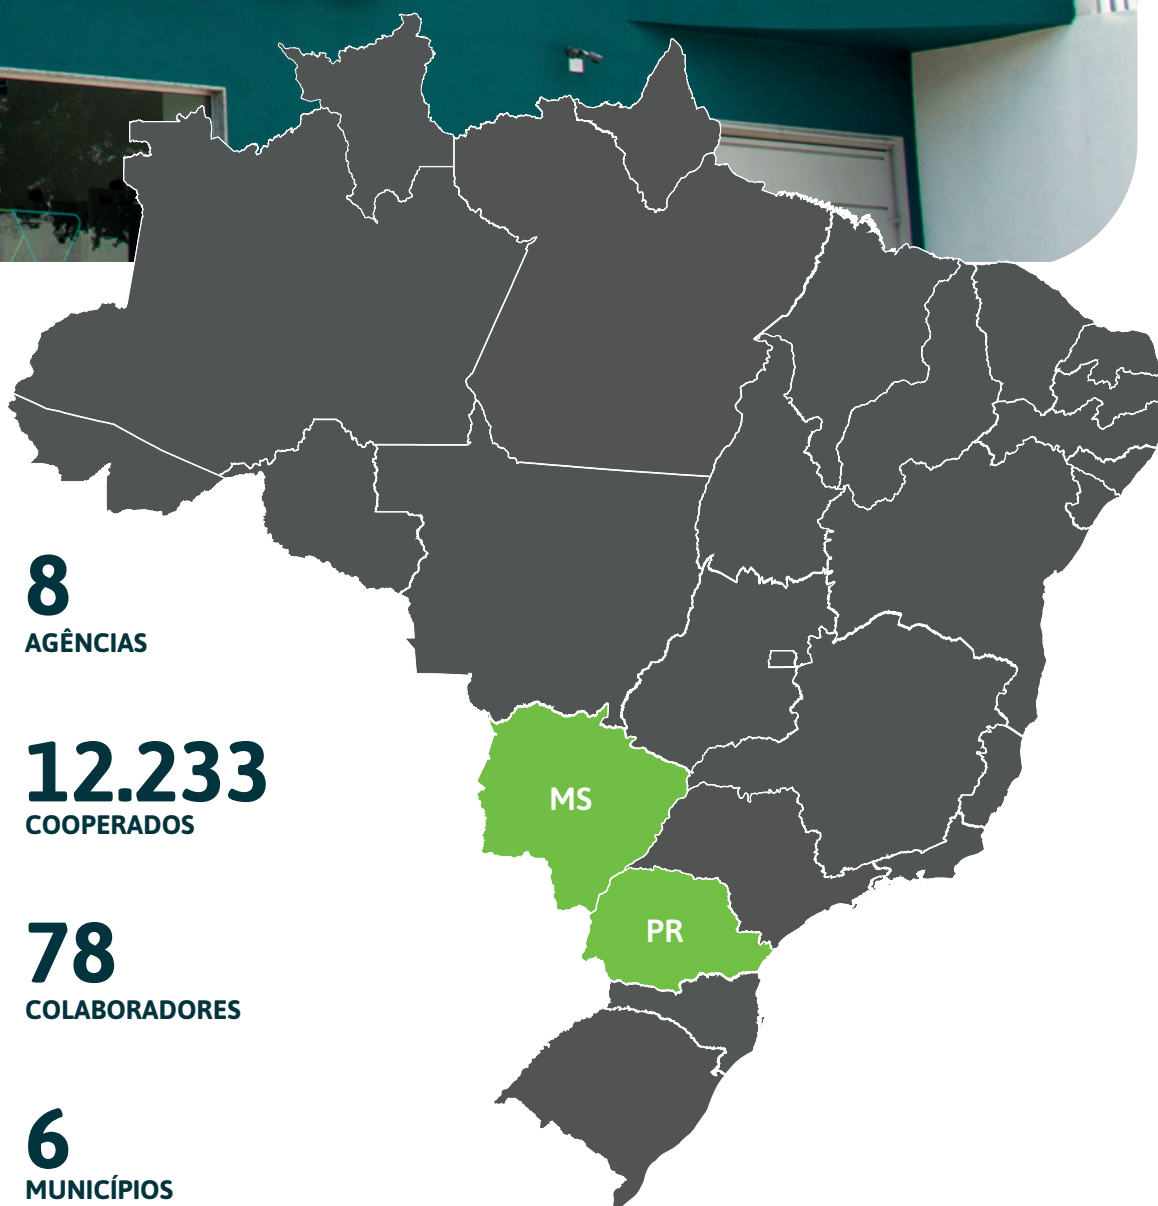 8
AGÊNCIAS
12.233
COOPERADOS
78
COLABORADORES
6
MUNICÍPIOS
MS
PR